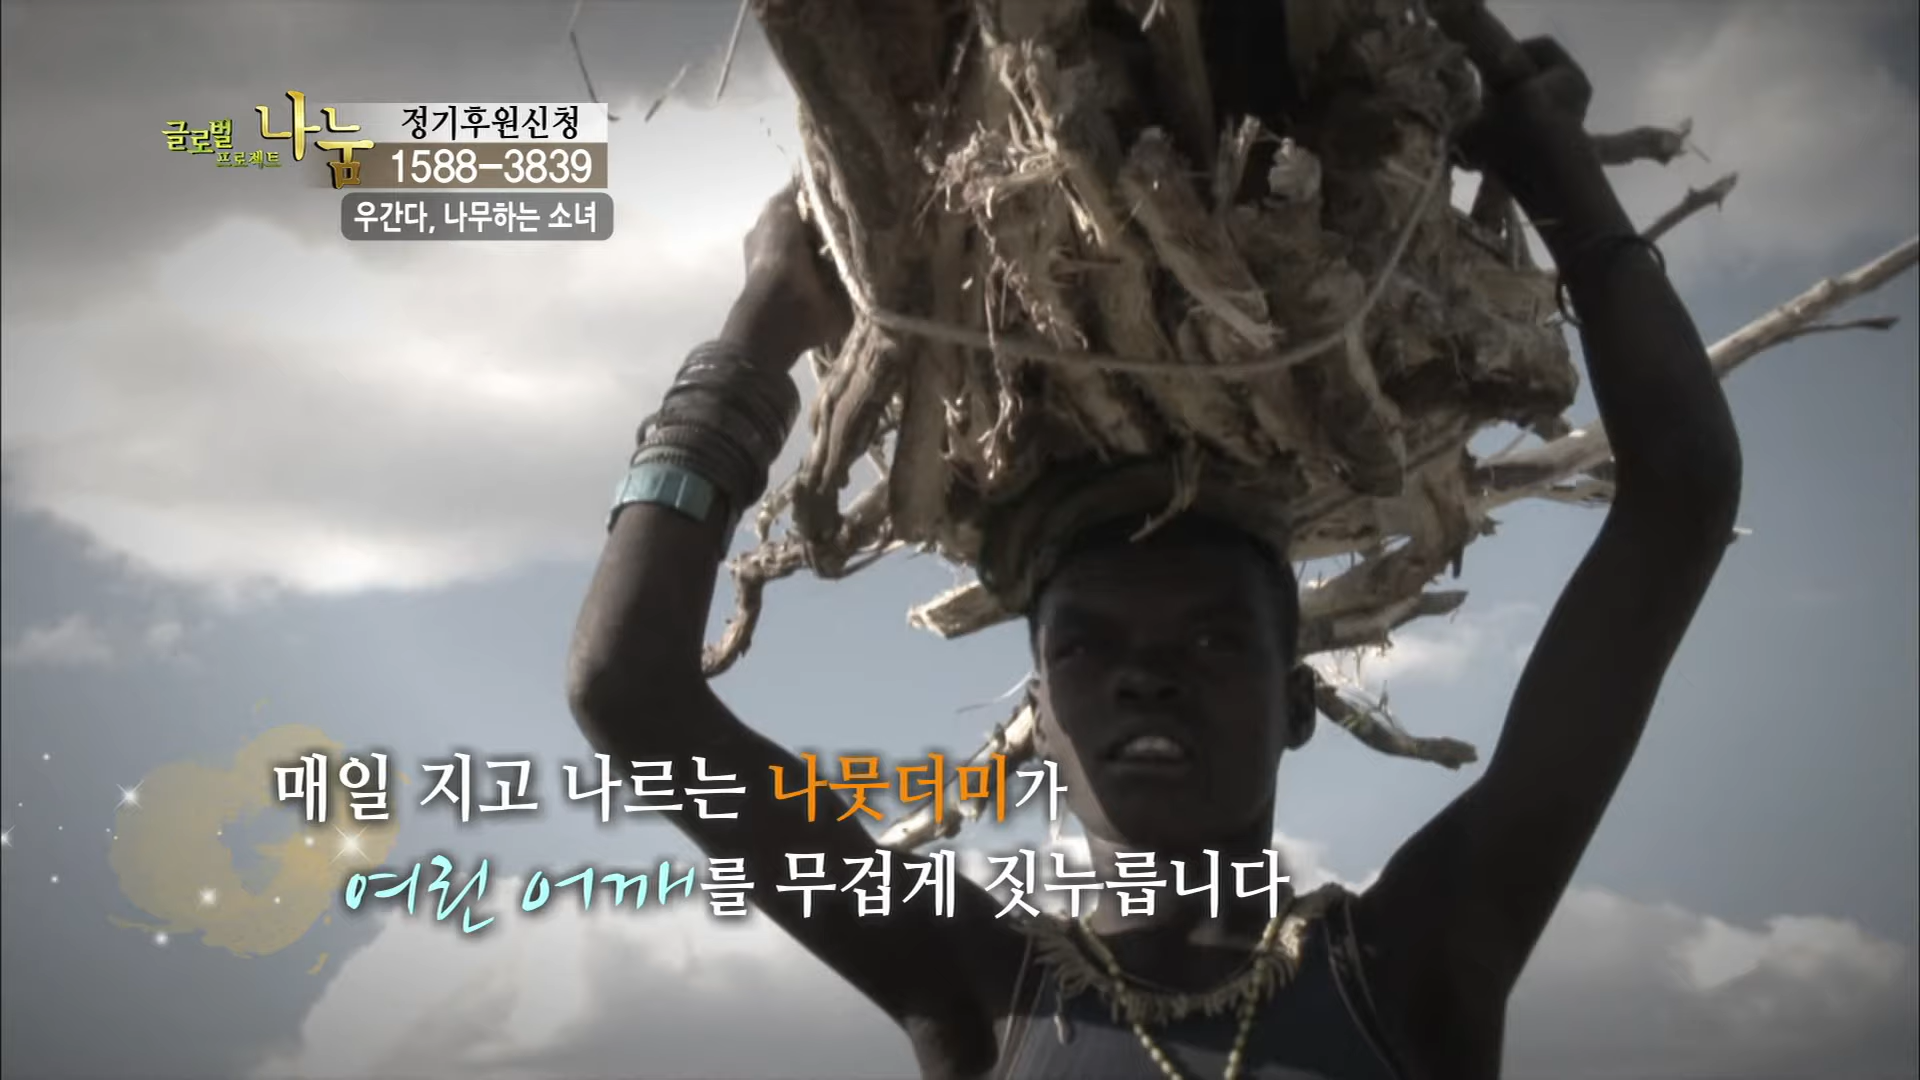 글로벌 프로젝트 나눔
정기후원신청
1588-3839
우간다, 나무하는 소녀
매일 지고 나르는 나뭇더미가
여린 어깨를 무겁게 짓누릅니다